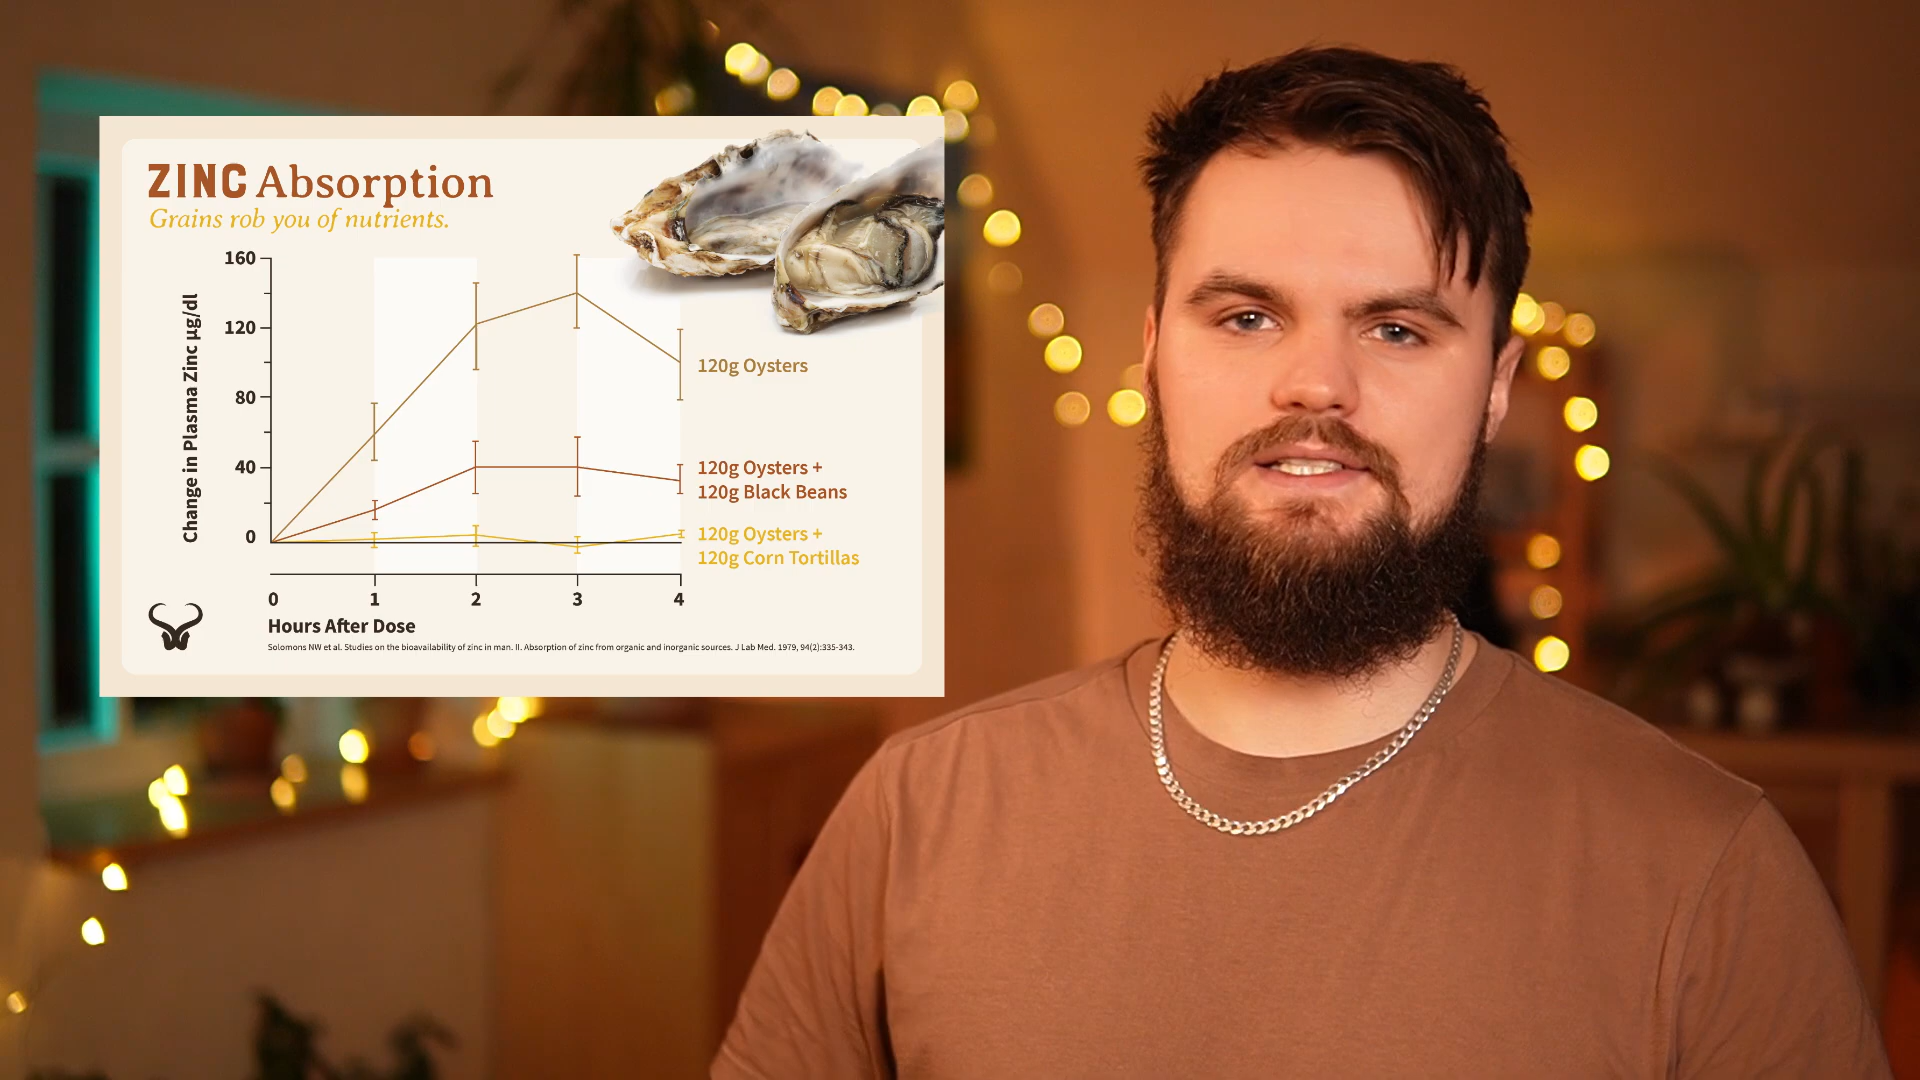 ZINC Absorption
Grains rob you of nutrients.
160
120
80
40
0
Change in Plasma Zinc µg/dl
120g Oysters
120g Oysters +
120g Black Beans
120g Oysters +
120g Corn Tortillas
0 1 2 3 4
Hours After Dose
Solomons NW et al. Studies on the bioavailability of zinc in man. II. Absorption of zinc from organic and inorganic sources. J Lab Med. 1979, 94(2):335-343.